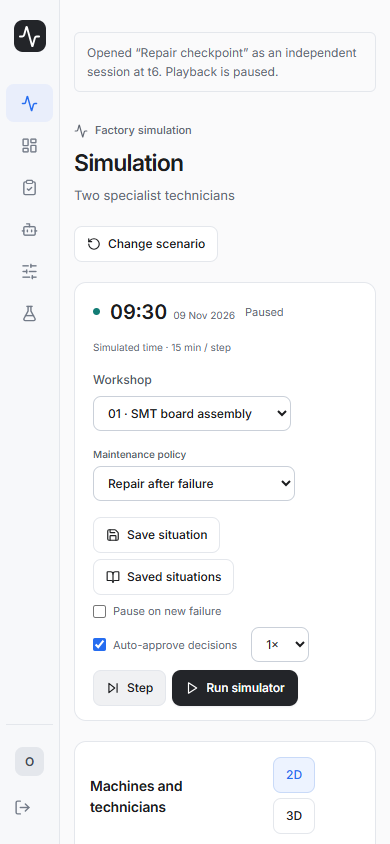 Opened “Repair checkpoint” as an independent
session at t6. Playback is paused.
Factory simulation
Simulation
Two specialist technicians
Change scenario
09:30 09 Nov 2026 Paused
Simulated time · 15 min / step
Workshop
01 · SMT board assembly
Maintenance policy
Repair after failure
Save situation
Saved situations
Pause on new failure
Auto-approve decisions 1×
Step Run simulator
Machines and
technicians
2D
3D
O